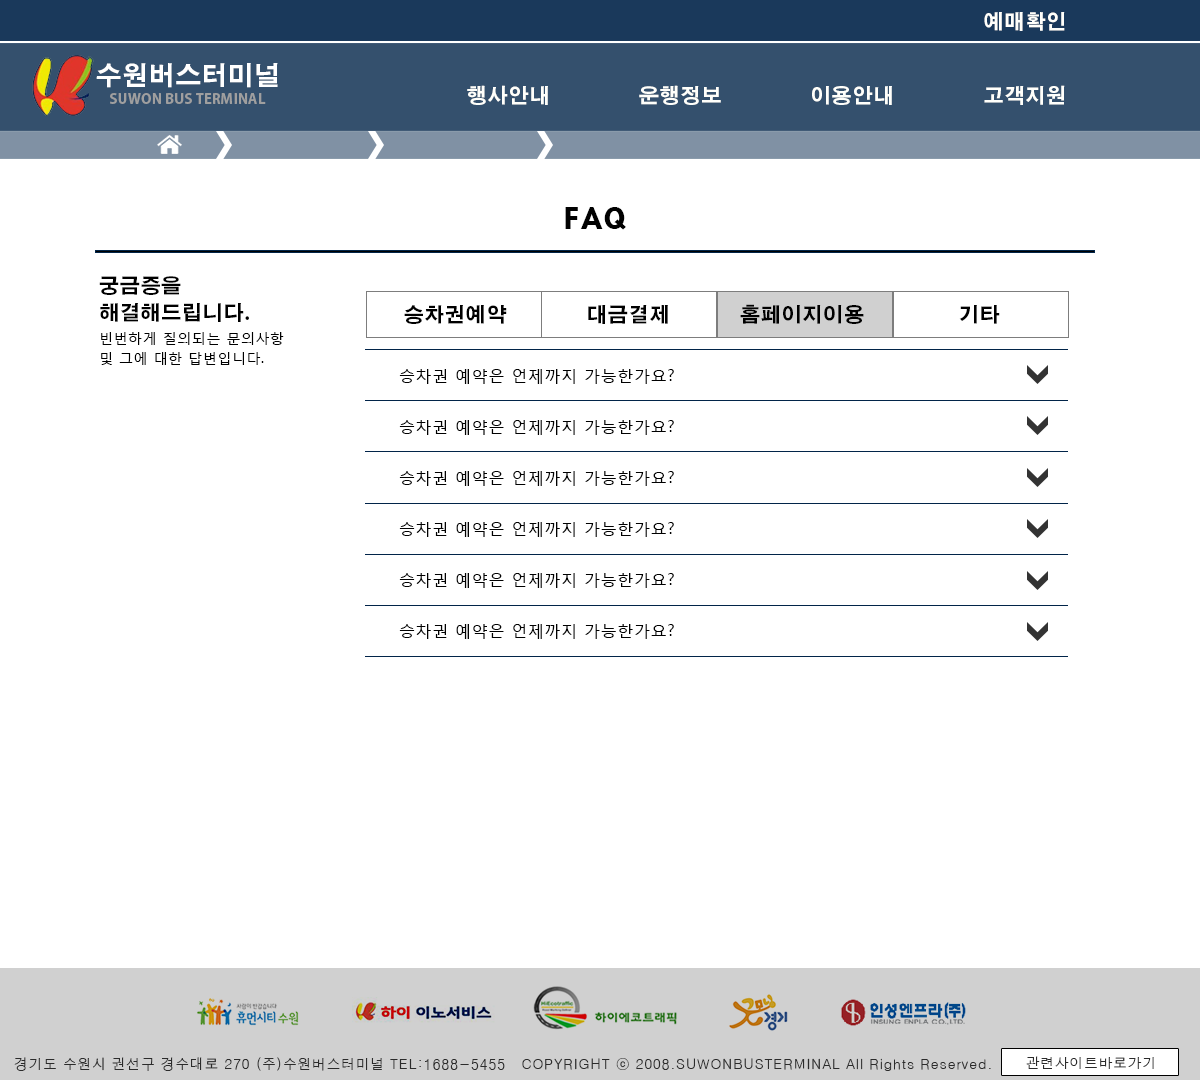 예매확인
수원버스터미널
SUWON BUS TERMINAL
행사안내 운행정보 이용안내 고객지원
FAQ
궁금증을
해결해드립니다.
빈번하게 질의되는 문의사항
및 그에 대한 답변입니다.
승차권예약 대금결제 홈페이지이용 기타
승차권 예약은 언제까지 가능한가요?
승차권 예약은 언제까지 가능한가요?
승차권 예약은 언제까지 가능한가요?
승차권 예약은 언제까지 가능한가요?
승차권 예약은 언제까지 가능한가요?
승차권 예약은 언제까지 가능한가요?
사람이 반갑습니다
휴먼시티 수원
하이 이노서비스
HiEcotraffic
하이에코트래픽
경기
인성엔프라(주)
INSUNG ENPLA CO.,LTD.
경기도 수원시 권선구 경수대로 270 (주)수원버스터미널 TEL:1688-5455 COPYRIGHT ⓒ 2008.SUWONBUSTERMINAL All Rights Reserved.
관련사이트바로가기